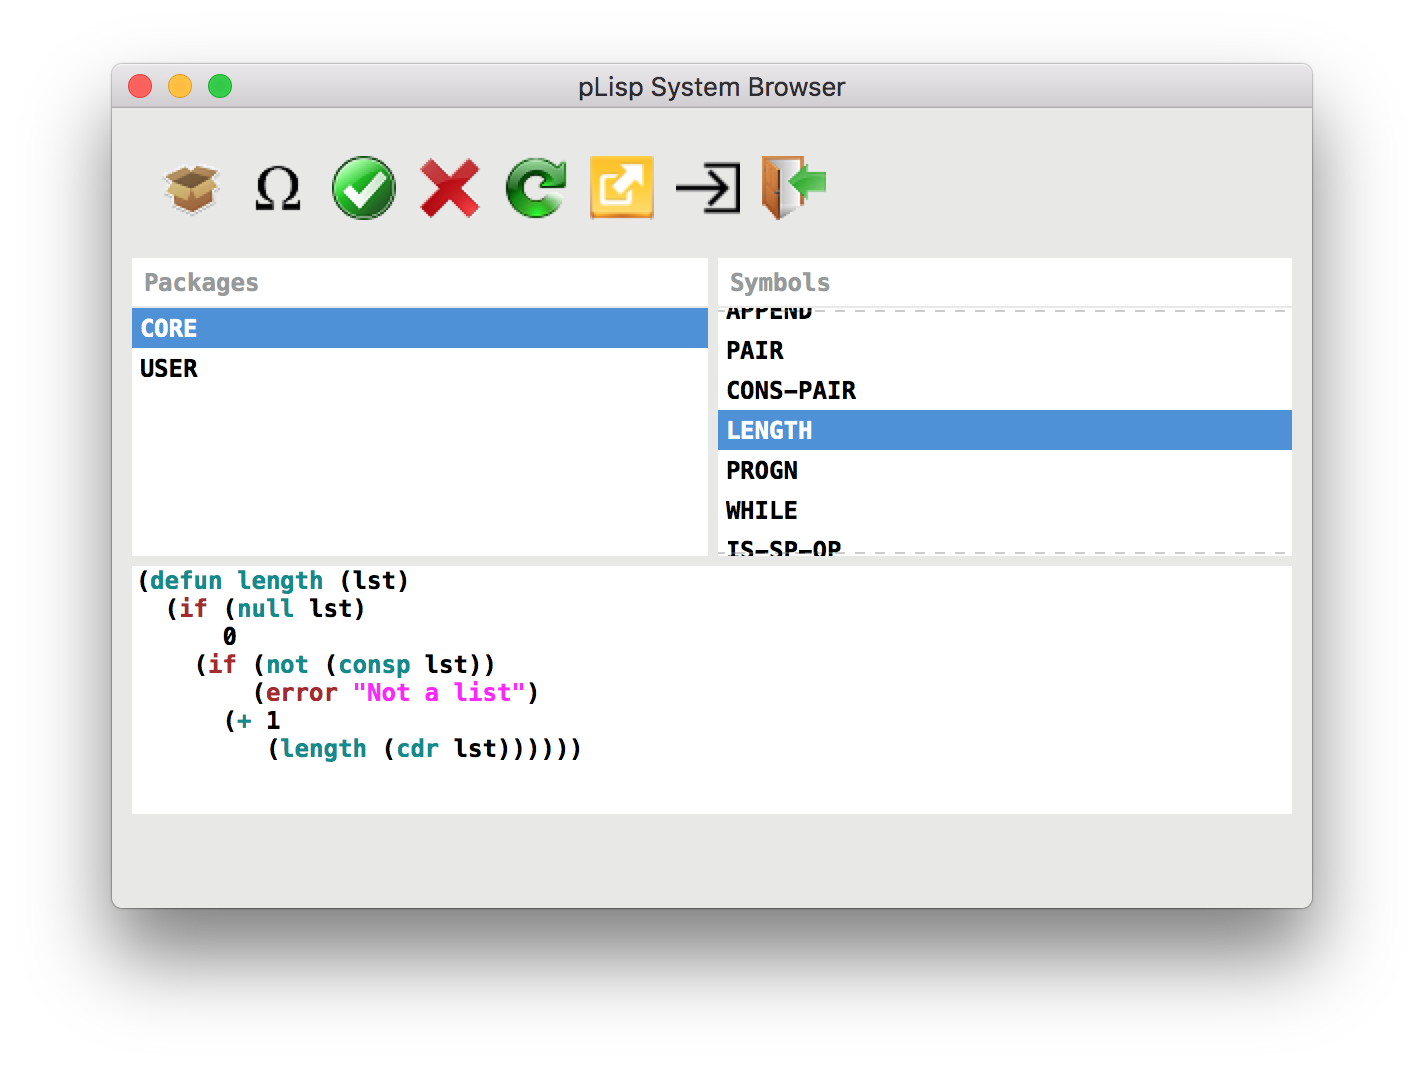 pLisp System Browser
Ω
Packages
Symbols
CORE
USER
APPEND
PAIR
CONS-PAIR
LENGTH
PROGN
WHILE
IS-SP-OP
(defun length (lst)
  (if (null lst)
      0
    (if (not (consp lst))
        (error "Not a list")
      (+ 1
         (length (cdr lst))))))